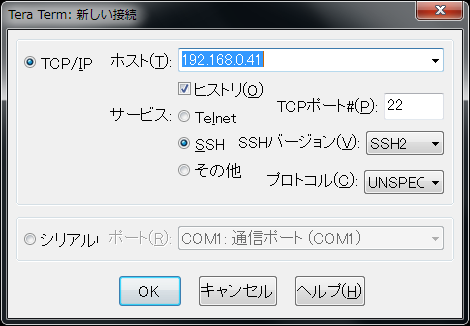 Tera Term: 新しい接続
TCP/IP ホスト(T): 192.168.0.41
ヒストリ(O)
サービス: Telnet TCPポート#(P): 22
SSH SSHバージョン(V): SSH2
その他 プロトコル(C): UNSPEC
シリアル ポート(R): COM1: 通信ポート (COM1)
OK キャンセル ヘルプ(H)